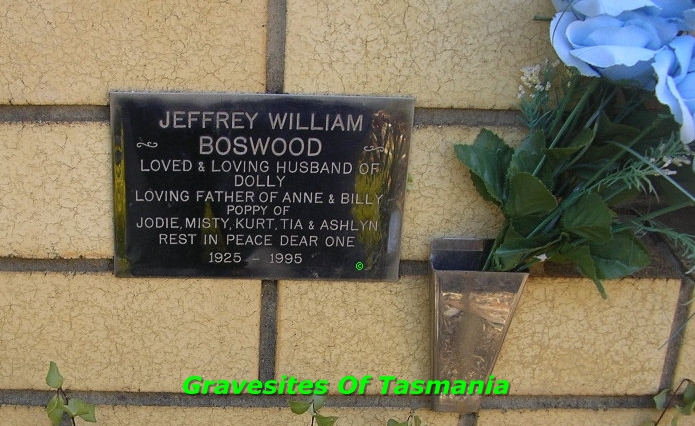 JEFFREY WILLIAM
BOSWOOD
LOVED & LOVING HUSBAND OF
DOLLY
LOVING FATHER OF ANNE & BILLY
POPPY OF
JODIE, MISTY, KURT, TIA & ASHLYN
REST IN PEACE DEAR ONE
1925 - 1995
©
Gravesites Of Tasmania